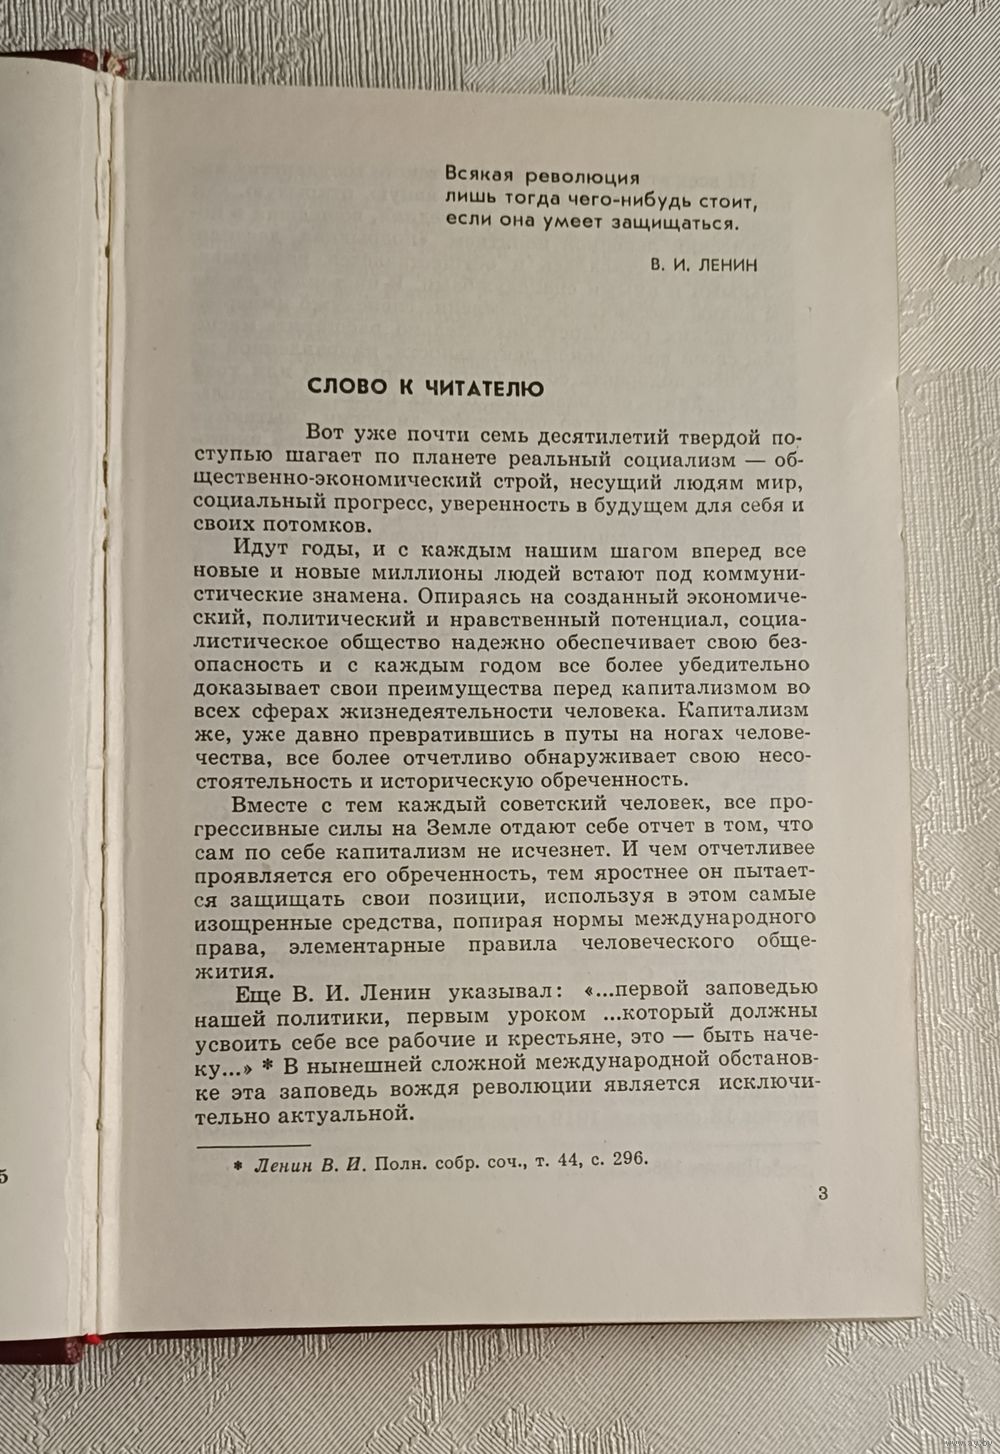 Всякая революция
лишь тогда чего-нибудь стоит,
если она умеет защищаться.
В. И. ЛЕНИН
СЛОВО К ЧИТАТЕЛЮ
Вот уже почти семь десятилетий твердой по-
ступью шагает по планете реальный социализм — об-
щественно-экономический строй, несущий людям мир,
социальный прогресс, уверенность в будущем для себя и
своих потомков.
Идут годы, и с каждым нашим шагом вперед все
новые и новые миллионы людей встают под коммуни-
стические знамена. Опираясь на созданный экономиче-
ский, политический и нравственный потенциал, социа-
листическое общество надежно обеспечивает свою без-
опасность и с каждым годом все более убедительно
доказывает свои преимущества перед капитализмом во
всех сферах жизнедеятельности человека. Капитализм
же, уже давно превратившись в путы на ногах челове-
чества, все более отчетливо обнаруживает свою несо-
стоятельность и историческую обреченность.
Вместе с тем каждый советский человек, все про-
грессивные силы на Земле отдают себе отчет в том, что
сам по себе капитализм не исчезнет. И чем отчетливее
проявляется его обреченность, тем яростнее он пытает-
ся защищать свои позиции, используя в этом самые
изощренные средства, попирая нормы международного
права, элементарные правила человеческого обще-
жития.
Еще В. И. Ленин указывал: «...первой заповедью
нашей политики, первым уроком ...который должны
усвоить себе все рабочие и крестьяне, это — быть наче-
ку...» * В нынешней сложной международной обстанов-
ке эта заповедь вождя революции является исключи-
тельно актуальной.
* Ленин В. И. Полн. собр. соч., т. 44, с. 296.
3
5
www.ay.by